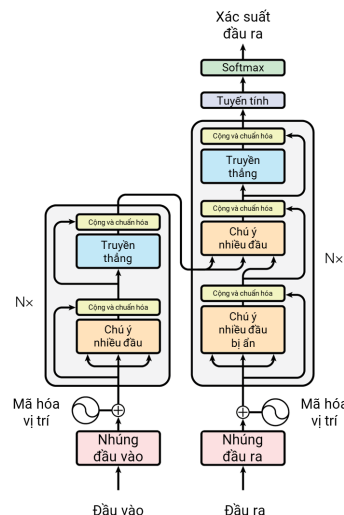 Xác suất
đầu ra
Softmax
Tuyến tính
Cộng và chuẩn hóa
Truyền
thẳng
Cộng và chuẩn hóa
Chú ý
nhiều đầu
Cộng và chuẩn hóa
Chú ý
nhiều đầu
bị ẩn
N×
Cộng và chuẩn hóa
Truyền
thẳng
N×
Cộng và chuẩn hóa
Chú ý
nhiều đầu
Mã hóa
vị trí
Mã hóa
vị trí
Nhúng
đầu vào
Nhúng
đầu ra
Đầu vào
Đầu ra